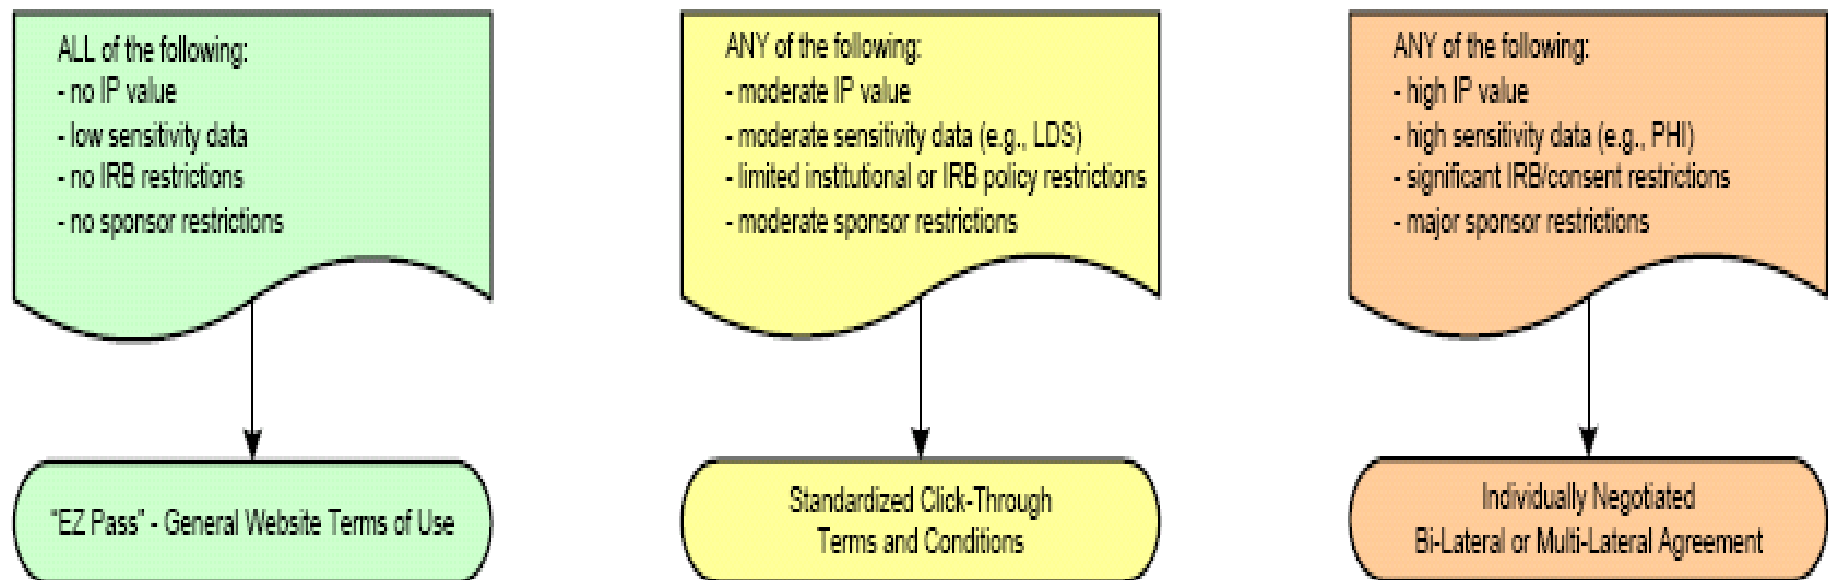 ALL of the following:
- no IP value
- low sensitivity data
- no IRB restrictions
- no sponsor restrictions
"EZ Pass" - General Website Terms of Use
ANY of the following:
- moderate IP value
- moderate sensitivity data (e.g., LDS)
- limited institutional or IRB policy restrictions
- moderate sponsor restrictions
Standardized Click-Through
Terms and Conditions
ANY of the following:
- high IP value
- high sensitivity data (e.g., PHI)
- significant IRB/consent restrictions
- major sponsor restrictions
Individually Negotiated
Bi-Lateral or Multi-Lateral Agreement